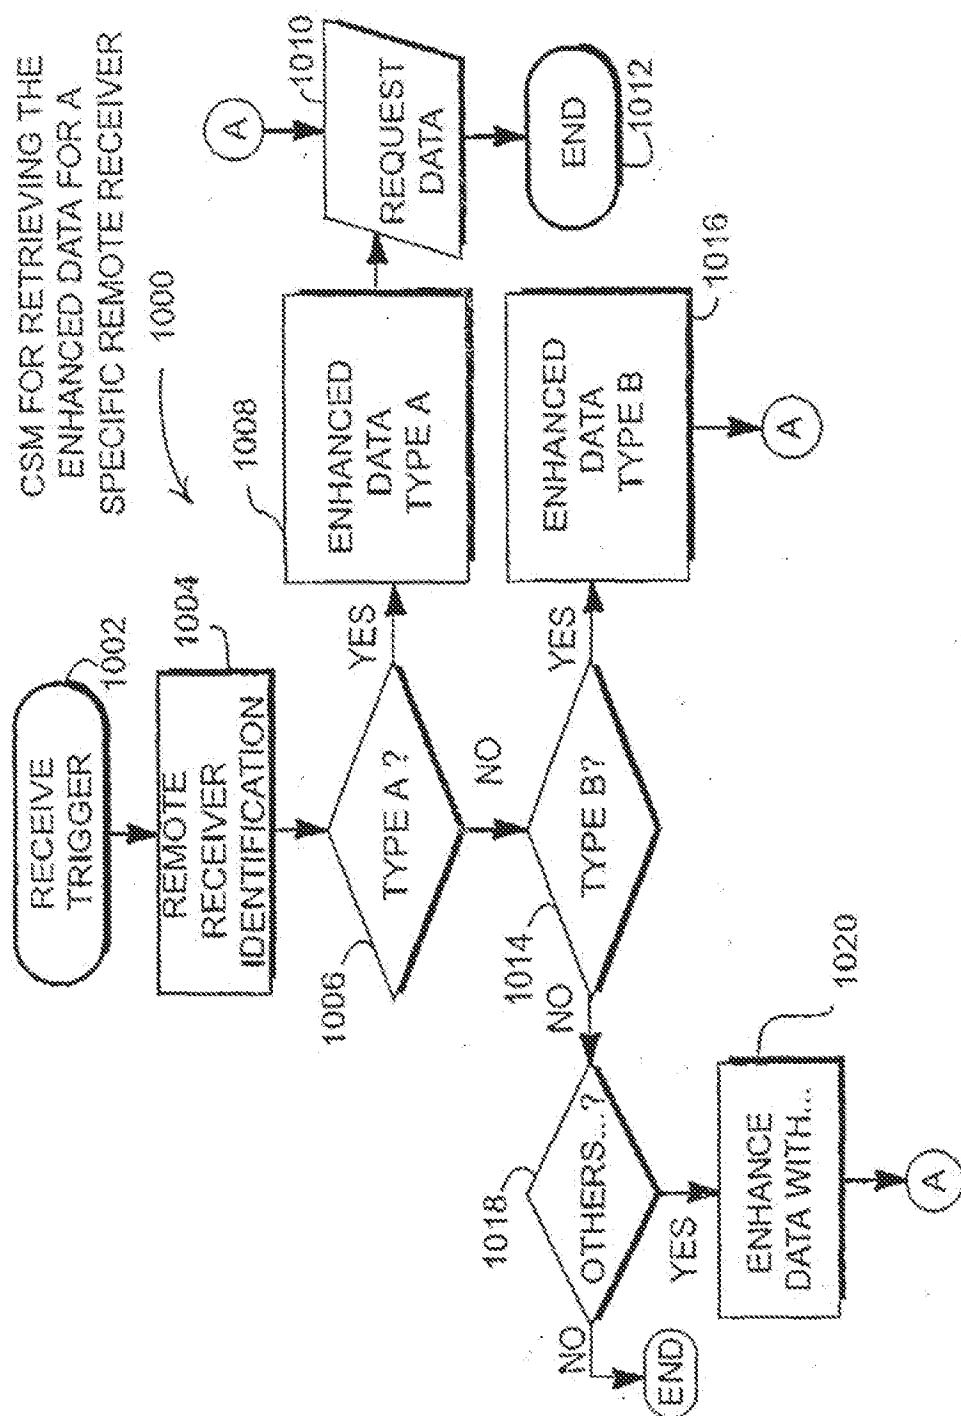 CSM FOR RETRIEVING THE
ENHANCED DATA FOR A
SPECIFIC REMOTE RECEIVER
1000
RECEIVE
TRIGGER
1002
REMOTE
RECEIVER
IDENTIFICATION
1004
TYPE A ?
1006
YES
NO
ENHANCED
DATA
TYPE A
1008
A
REQUEST
DATA
1010
END
1012
TYPE B?
1014
YES
NO
ENHANCED
DATA
TYPE B
1016
A
OTHERS...?
1018
NO
END
YES
ENHANCE
DATA WITH...
1020
A